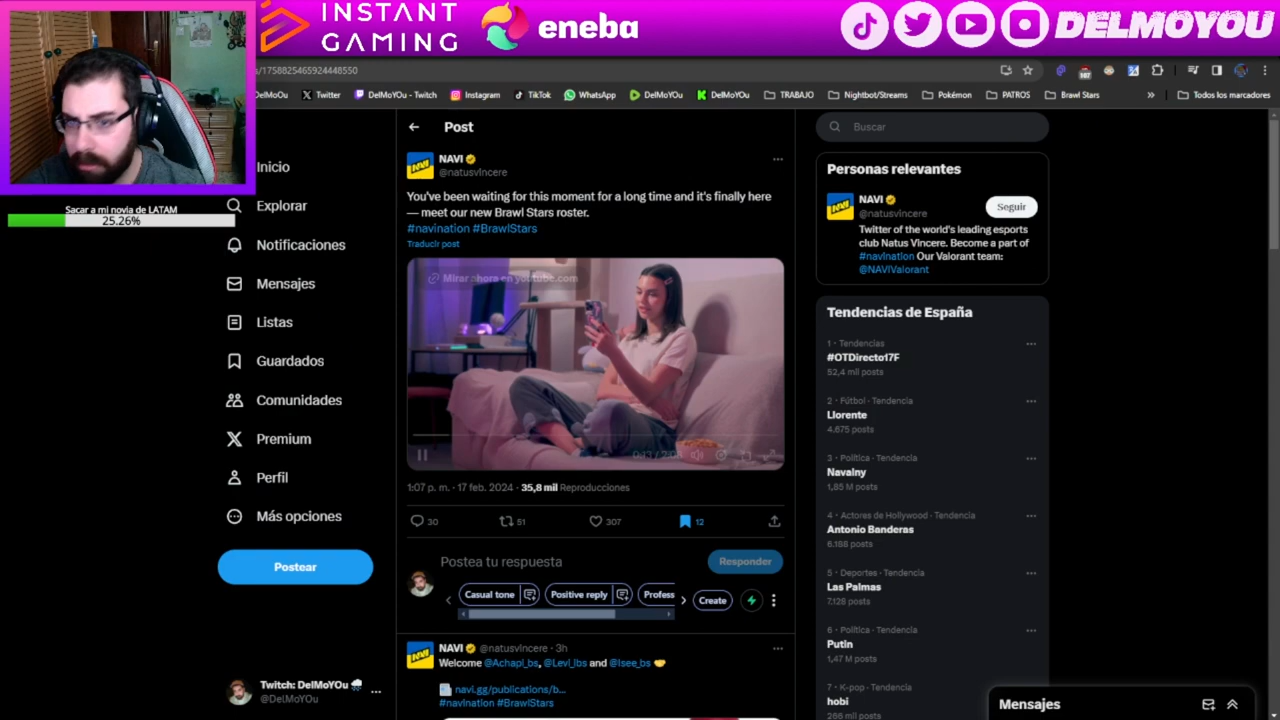 INSTANT GAMING
eneba
DELMOYOU
/1758825465924448550
DelMoOu
Twitter
DelMoYOu - Twitch
Instagram
TikTok
WhatsApp
DelMoYOu
DelMoYOu
TRABAJO
Nightbot/Streams
Pokémon
PATROS
Brawl Stars
»
Todos los marcadores
Sacar a mi novia de LATAM
25.26%
Inicio
Explorar
Notificaciones
Mensajes
Listas
Guardados
Comunidades
Premium
Perfil
Más opciones
Postear
Twitch: DelMoYOu
@DelMoYOu
Post
NAVI
@natusvincere
You've been waiting for this moment for a long time and it's finally here
— meet our new Brawl Stars roster.
#navination #BrawlStars
Traducir post
Mirar ahora en youtube.com
1:07 p. m. · 17 feb. 2024 · 35,8 mil Reproducciones
30 51 307 12
Postea tu respuesta
Responder
Casual tone
Positive reply
Profess
Create
NAVI @natusvincere · 3h
Welcome @Achapi_bs, @Levi_lbs and @Isee_bs
navi.gg/publications/b...
#navination #BrawlStars
Buscar
Personas relevantes
NAVI
@natusvincere
Seguir
Twitter of the world's leading esports
club Natus Vincere. Become a part of
#navination Our Valorant team:
@NAVIValorant
Tendencias de España
1 · Tendencias
#OTDirecto17F
52,4 mil posts
2 · Fútbol · Tendencia
Llorente
4.675 posts
3 · Política · Tendencia
Navalny
1,85 M posts
4 · Actores de Hollywood · Tendencia
Antonio Banderas
6.188 posts
5 · Deportes · Tendencia
Las Palmas
7.128 posts
6 · Política · Tendencia
Putin
1,47 M posts
7 · K-pop · Tendencia
hobi
266 mil posts
Mensajes